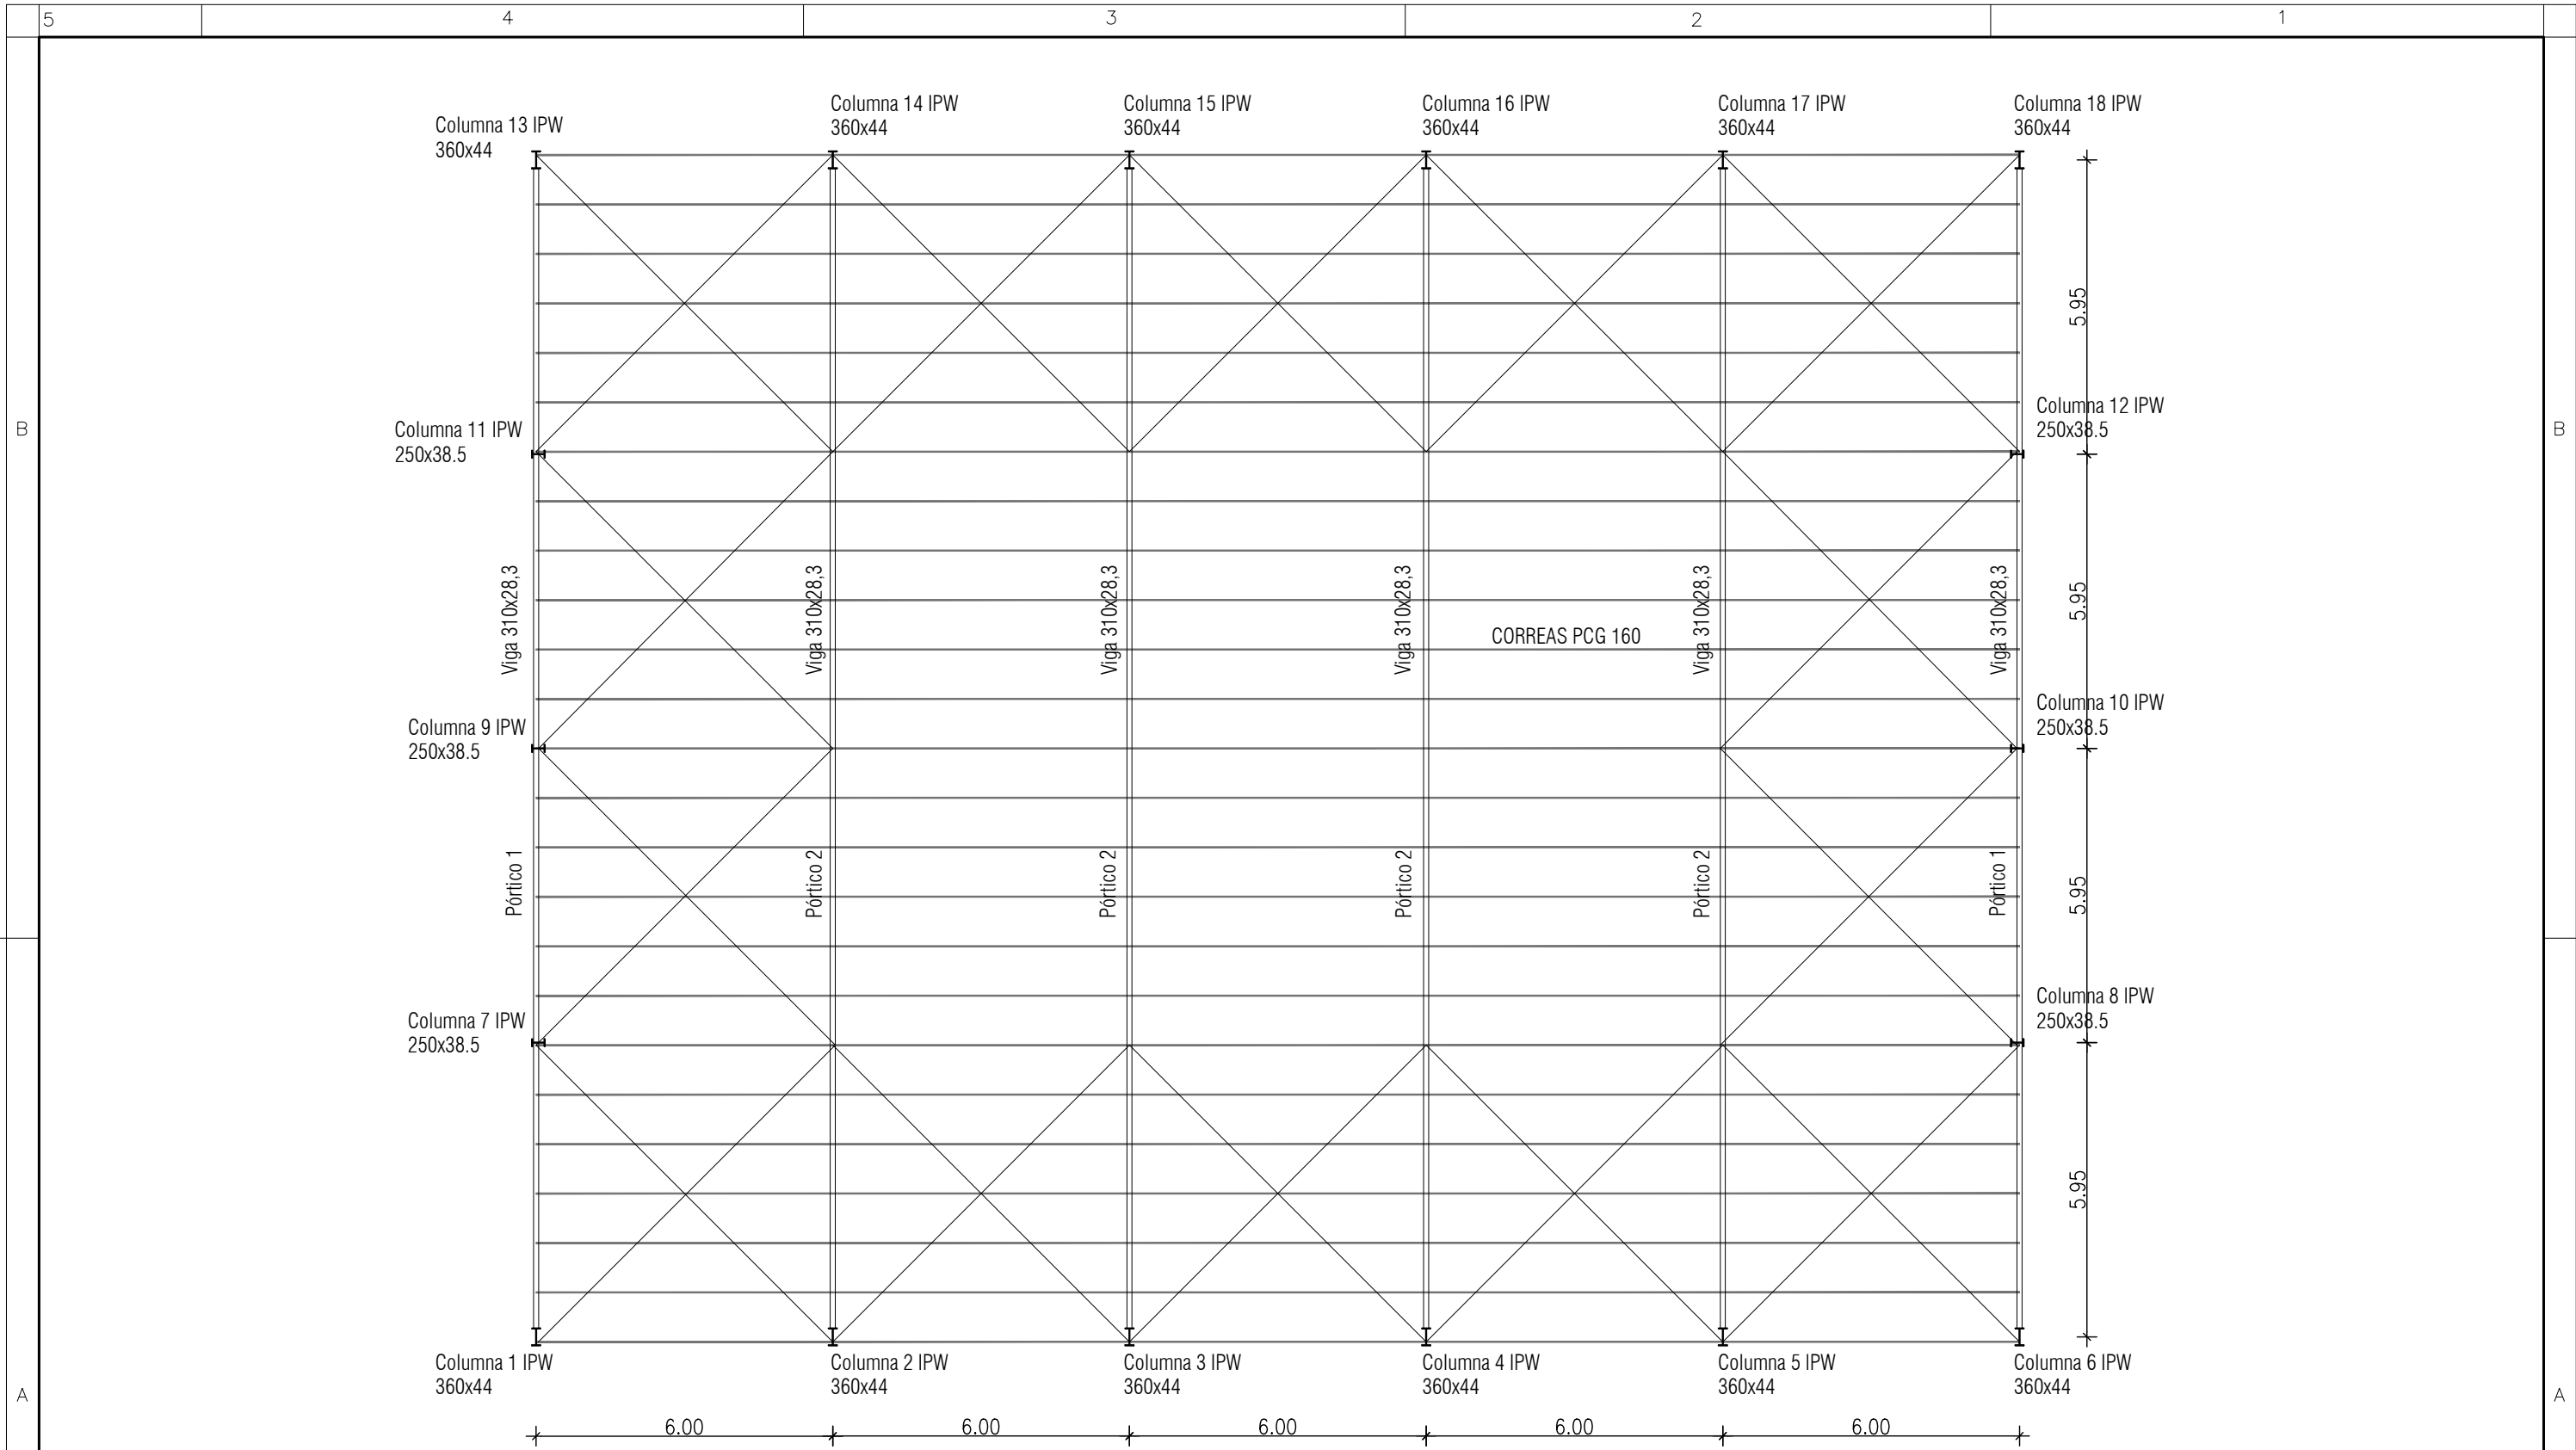 5
4
3
2
1
Columna 13 IPW
360x44
Columna 14 IPW
360x44
Columna 15 IPW
360x44
Columna 16 IPW
360x44
Columna 17 IPW
360x44
Columna 18 IPW
360x44
5.95
B
Columna 11 IPW
250x38.5
Columna 12 IPW
250x38.5
B
Viga 310x28,3
Viga 310x28,3
Viga 310x28,3
Viga 310x28,3
Viga 310x28,3
Viga 310x28,3
5.95
CORREAS PCG 160
Columna 9 IPW
250x38.5
Columna 10 IPW
250x38.5
Pórtico 1
Pórtico 2
Pórtico 2
Pórtico 2
Pórtico 2
Pórtico 1
5.95
Columna 7 IPW
250x38.5
Columna 8 IPW
250x38.5
5.95
Columna 1 IPW
360x44
Columna 2 IPW
360x44
Columna 3 IPW
360x44
Columna 4 IPW
360x44
Columna 5 IPW
360x44
Columna 6 IPW
360x44
A
A
6.00
6.00
6.00
6.00
6.00